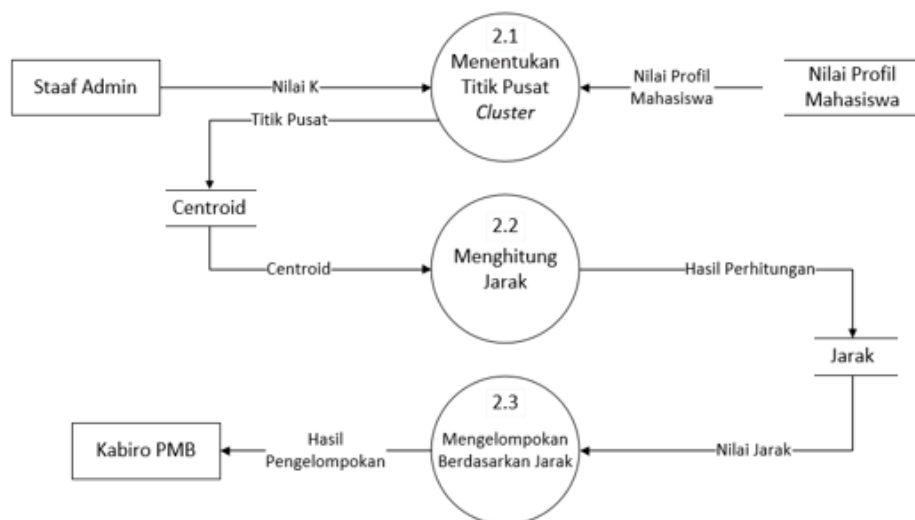 2.1
Menentukan
Titik Pusat
Cluster
Staaf Admin
Nilai K
Nilai Profil
Mahasiswa
Nilai Profil
Mahasiswa
Titik Pusat
Centroid
2.2
Menghitung
Jarak
Centroid
Hasil Perhitungan
Jarak
2.3
Mengelompokan
Berdasarkan Jarak
Kabiro PMB
Hasil
Pengelompokan
Nilai Jarak